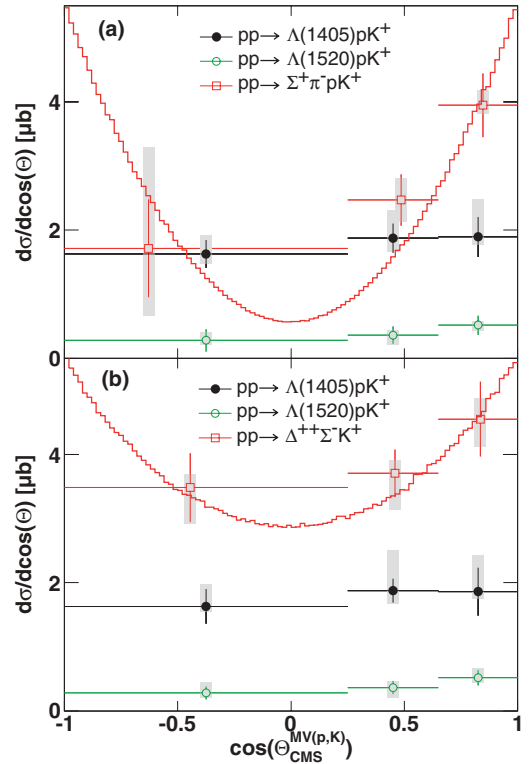 (a)
pp→ Λ(1405)pK⁺
pp→ Λ(1520)pK⁺
pp→ Σ⁺π⁻pK⁺
dσ/dcos(Θ) [μb]
4
2
0
(b)
pp→ Λ(1405)pK⁺
pp→ Λ(1520)pK⁺
pp→ Δ⁺⁺Σ⁻K⁺
dσ/dcos(Θ) [μb]
4
2
0
-1 -0.5 0 0.5 1
cos(Θ_CMS^MV(p,K))